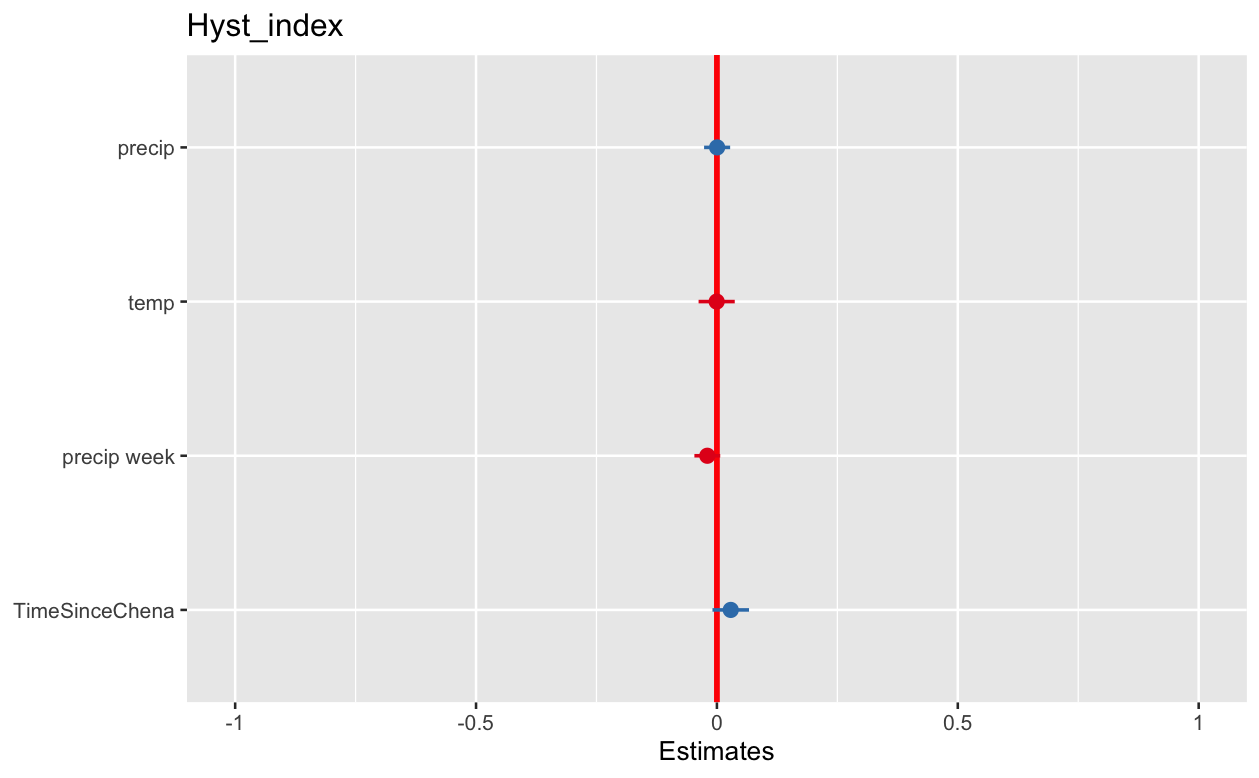 Hyst_index
precip
temp
precip week
TimeSinceChena
-1
-0.5
0
0.5
1
Estimates